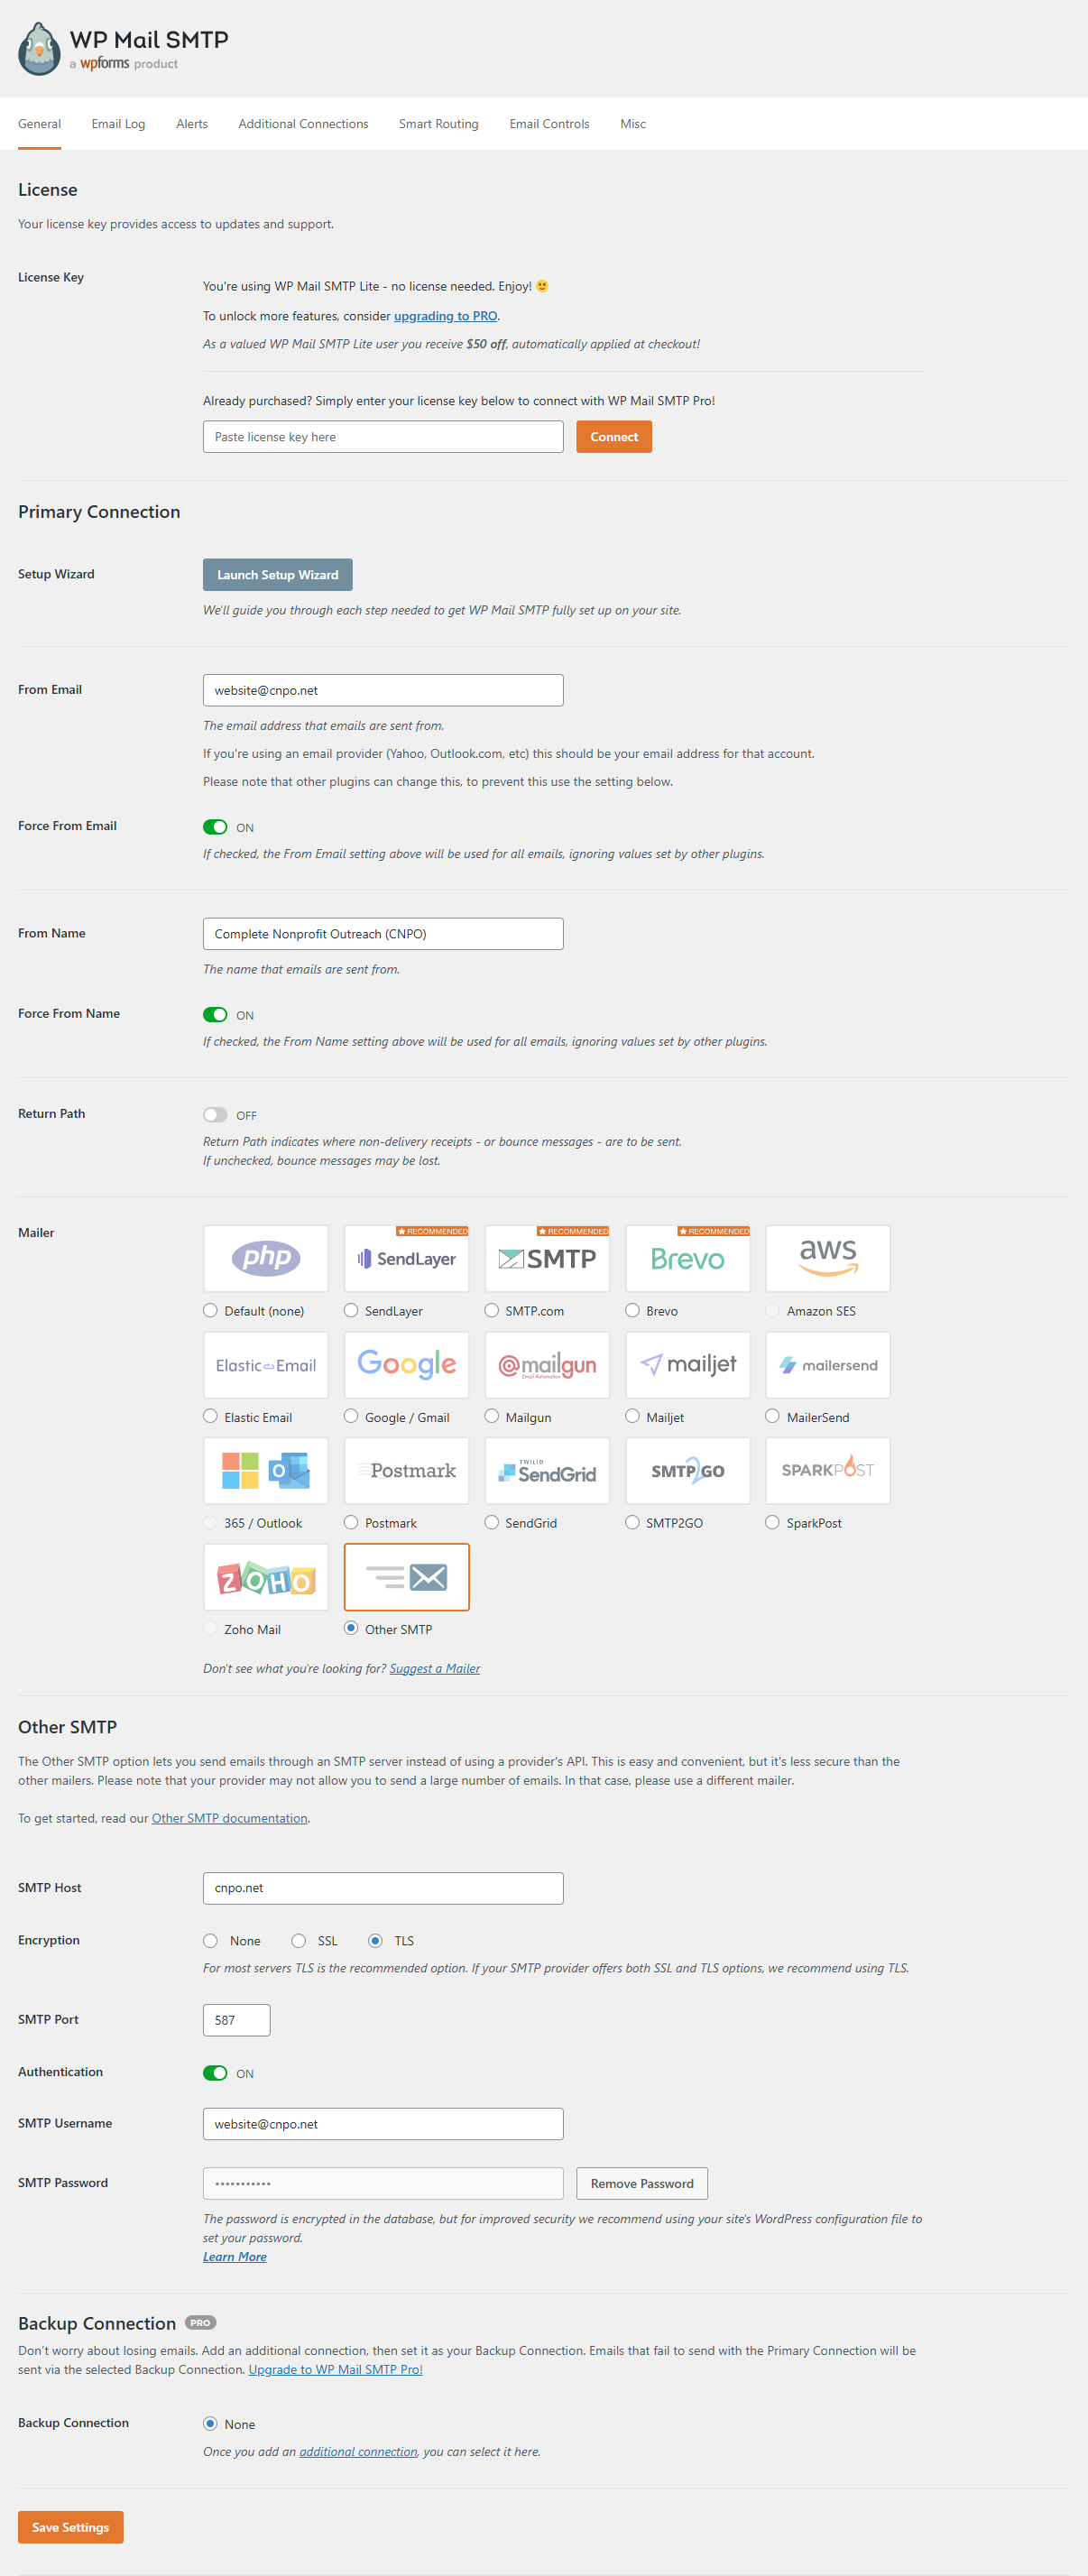 WP Mail SMTP
a wpforms product
General Email Log Alerts Additional Connections Smart Routing Email Controls Misc
License
Your license key provides access to updates and support.
License Key
You're using WP Mail SMTP Lite - no license needed. Enjoy! 🙂
To unlock more features, consider upgrading to PRO.
As a valued WP Mail SMTP Lite user you receive $50 off, automatically applied at checkout!
Already purchased? Simply enter your license key below to connect with WP Mail SMTP Pro!
Paste license key here Connect
Primary Connection
Setup Wizard Launch Setup Wizard
We'll guide you through each step needed to get WP Mail SMTP fully set up on your site.
From Email website@cnpo.net
The email address that emails are sent from.
If you're using an email provider (Yahoo, Outlook.com, etc) this should be your email address for that account.
Please note that other plugins can change this, to prevent this use the setting below.
Force From Email ON
If checked, the From Email setting above will be used for all emails, ignoring values set by other plugins.
From Name Complete Nonprofit Outreach (CNPO)
The name that emails are sent from.
Force From Name ON
If checked, the From Name setting above will be used for all emails, ignoring values set by other plugins.
Return Path OFF
Return Path indicates where non-delivery receipts - or bounce messages - are to be sent.
If unchecked, bounce messages may be lost.
Mailer
RECOMMENDED RECOMMENDED RECOMMENDED
php SendLayer SMTP Brevo aws
Default (none) SendLayer SMTP.com Brevo Amazon SES
Elastic Email Google @mailgun mailjet mailersend
Email Automation
Elastic Email Google / Gmail Mailgun Mailjet MailerSend
O Postmark TWILIO SendGrid SMTP2GO SPARKPOST
365 / Outlook Postmark SendGrid SMTP2GO SparkPost
ZOHO
Zoho Mail Other SMTP
Don't see what you're looking for? Suggest a Mailer
Other SMTP
The Other SMTP option lets you send emails through an SMTP server instead of using a provider's API. This is easy and convenient, but it's less secure than the
other mailers. Please note that your provider may not allow you to send a large number of emails. In that case, please use a different mailer.
To get started, read our Other SMTP documentation.
SMTP Host cnpo.net
Encryption None SSL TLS
For most servers TLS is the recommended option. If your SMTP provider offers both SSL and TLS options, we recommend using TLS.
SMTP Port 587
Authentication ON
SMTP Username website@cnpo.net
SMTP Password ••••••••••• Remove Password
The password is encrypted in the database, but for improved security we recommend using your site's WordPress configuration file to
set your password.
Learn More
Backup Connection PRO
Don't worry about losing emails. Add an additional connection, then set it as your Backup Connection. Emails that fail to send with the Primary Connection will be
sent via the selected Backup Connection. Upgrade to WP Mail SMTP Pro!
Backup Connection None
Once you add an additional connection, you can select it here.
Save Settings